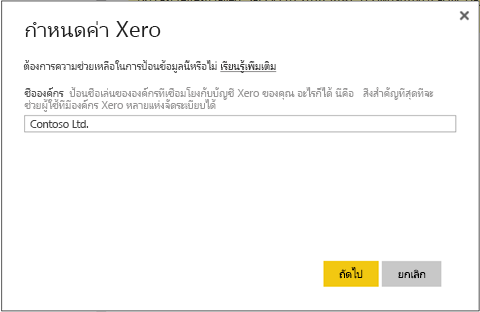 กำหนดค่า Xero
ต้องการความช่วยเหลือในการป้อนข้อมูลนี้หรือไม่ เรียนรู้เพิ่มเติม
ชื่อองค์กร ป้อนชื่อเล่นขององค์กรที่เชื่อมโยงกับบัญชี Xero ของคุณ อะไรก็ได้ นี่คือ สิ่งสำคัญที่สุดที่จะ
ช่วยผู้ใช้ที่มีองค์กร Xero หลายแห่งจัดระเบียบได้
Contoso Ltd.
ถัดไป ยกเลิก